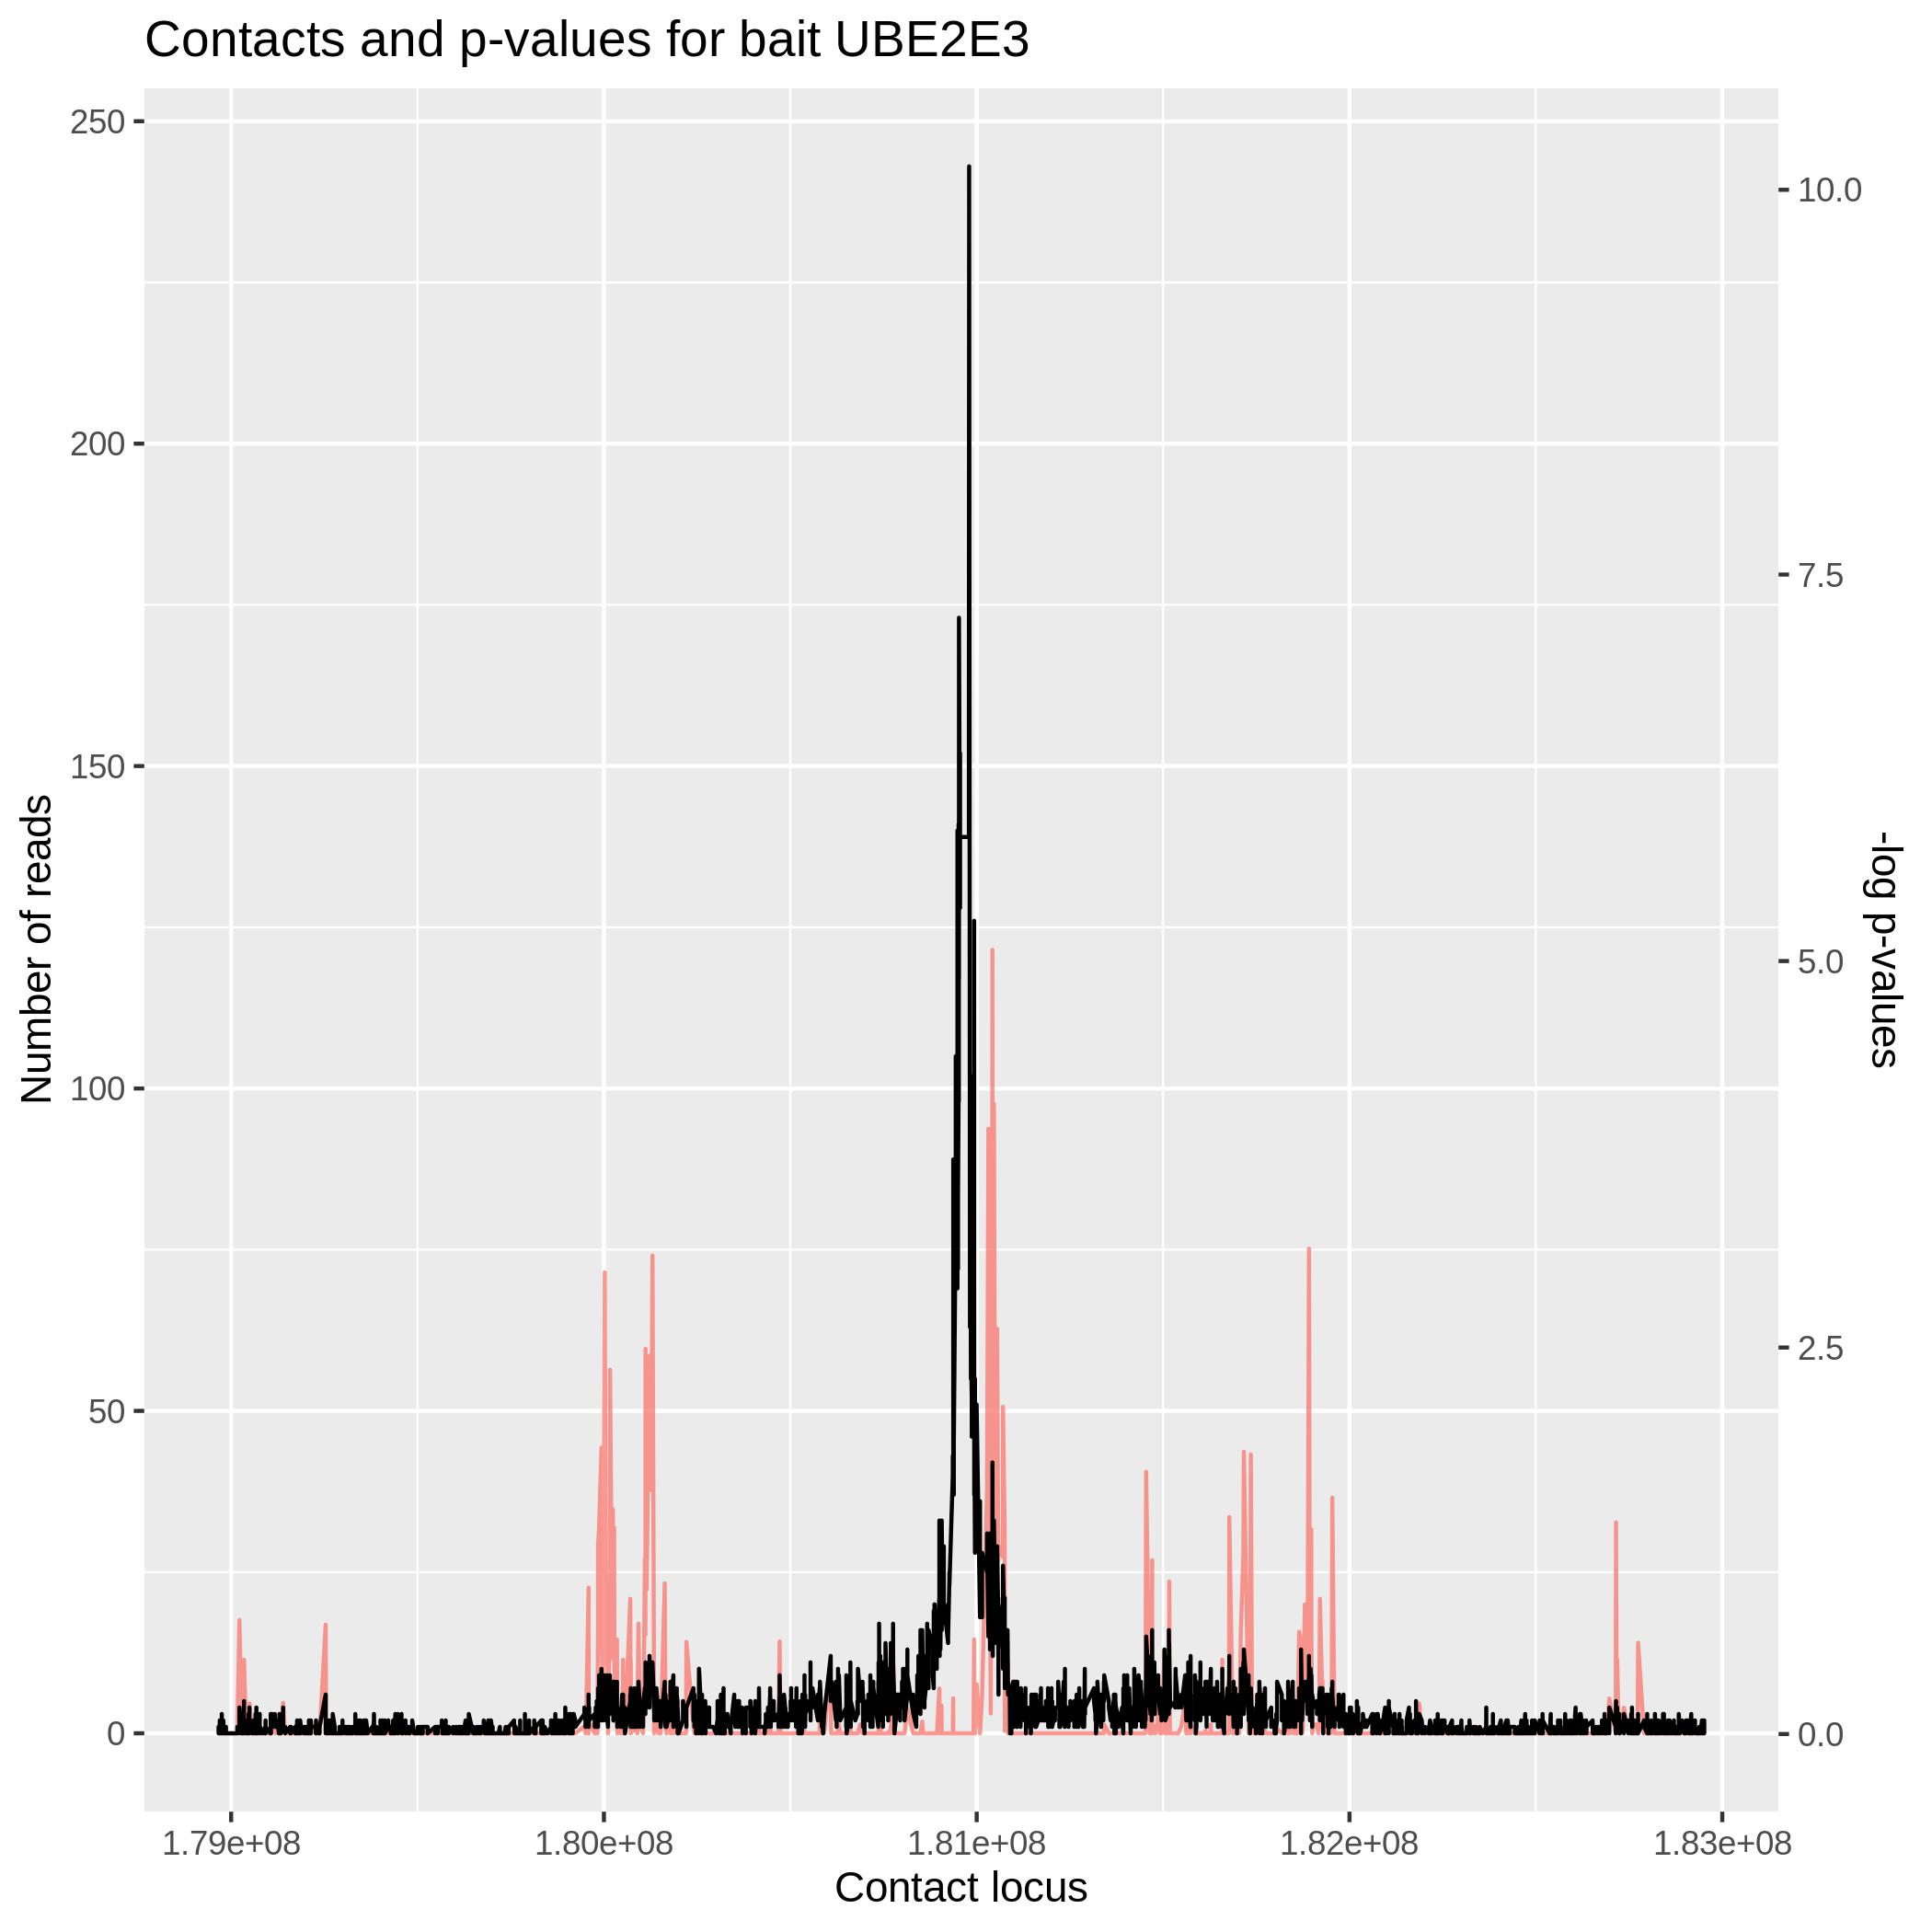 Contacts and p-values for bait UBE2E3
250
200
150
100
50
0
Number of reads
10.0
7.5
5.0
2.5
0.0
-log p-values
1.79e+08
1.80e+08
1.81e+08
1.82e+08
1.83e+08
Contact locus